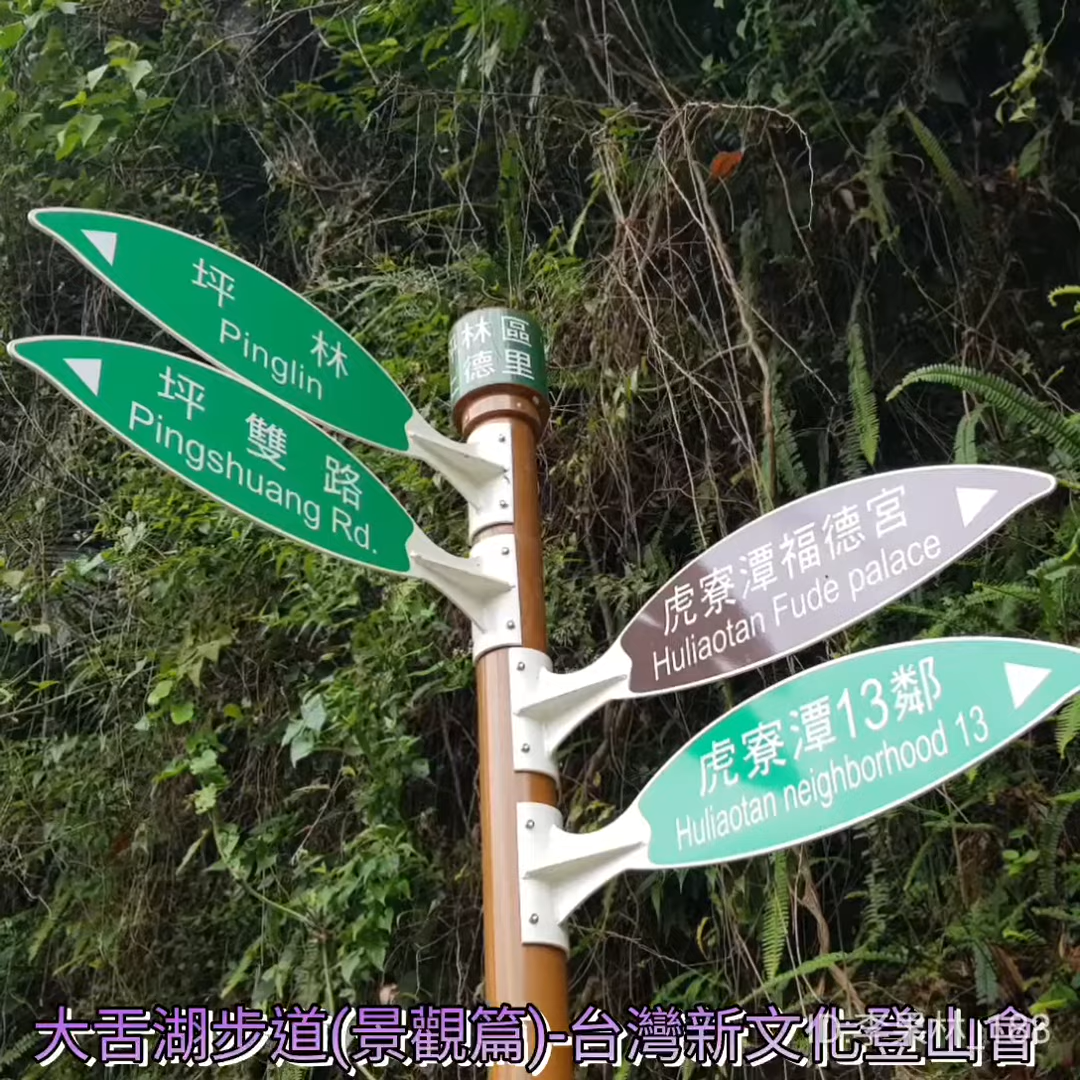 坪林
Pinglin
坪雙路
Pingshuang Rd.
林區
德里
虎寮潭福德宮
Huliaotan Fude palace
虎寮潭13鄰
Huliaotan neighborhood 13
大舌湖步道(景觀篇)-台灣新文化登山會